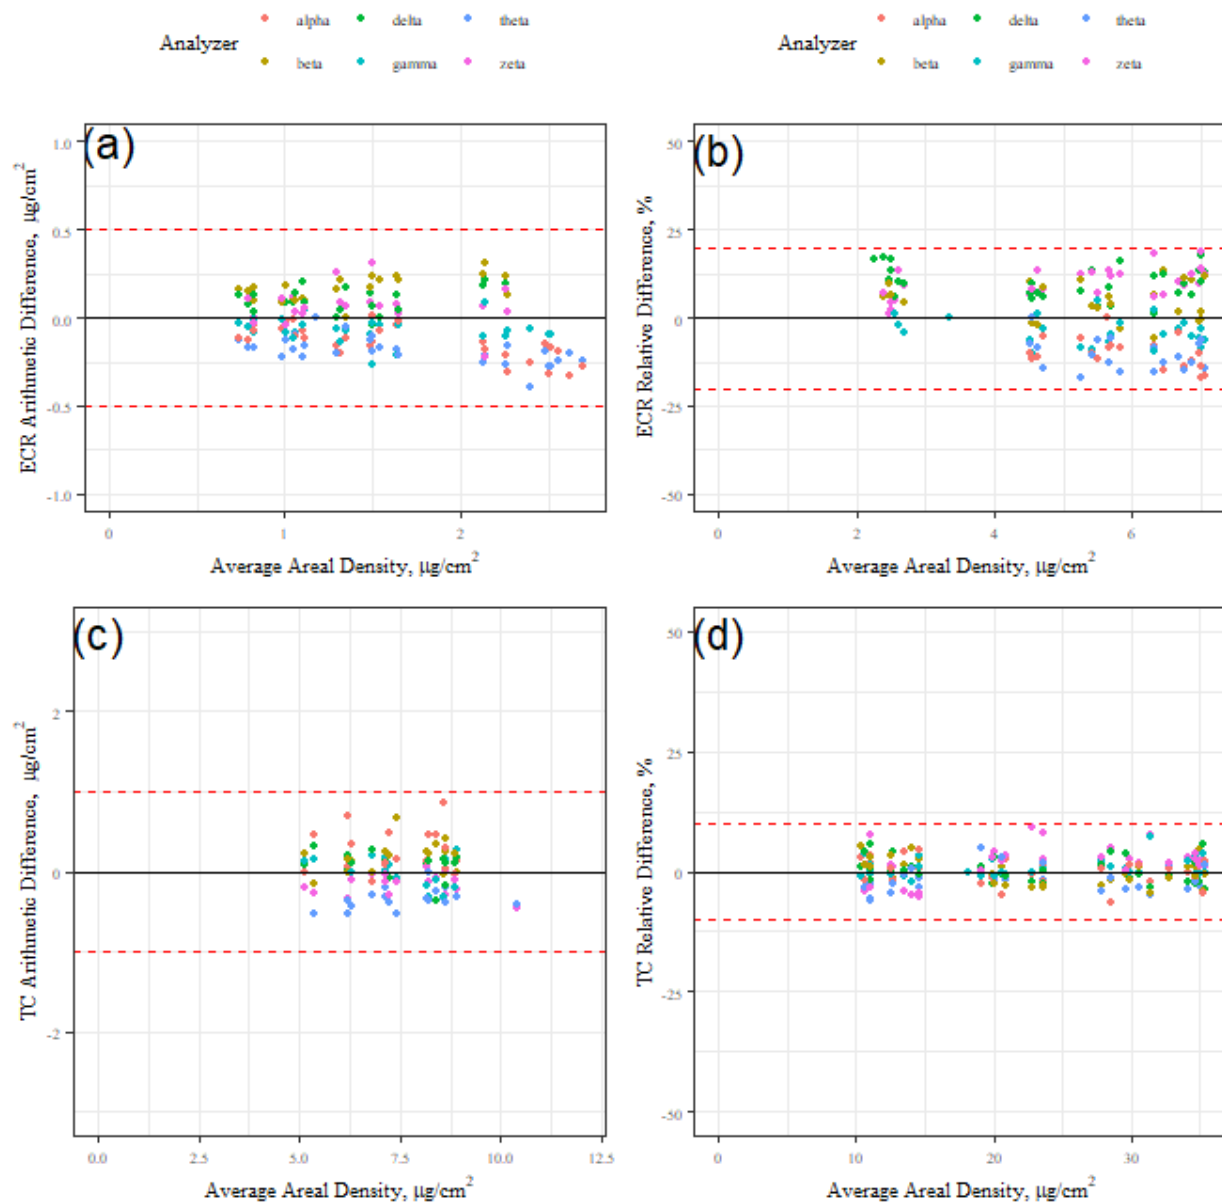 Analyzer
alpha delta theta
beta gamma zeta
Analyzer
alpha delta theta
beta gamma zeta
(a)
ECR Arithmetic Difference, µg/cm²
1.0
0.5
0.0
-0.5
-1.0
0 1 2
Average Areal Density, µg/cm²
(b)
ECR Relative Difference, %
50
25
0
-25
-50
0 2 4 6
Average Areal Density, µg/cm²
(c)
TC Arithmetic Difference, µg/cm²
2
0
-2
0.0 2.5 5.0 7.5 10.0 12.5
Average Areal Density, µg/cm²
(d)
TC Relative Difference, %
50
25
0
-25
-50
0 10 20 30
Average Areal Density, µg/cm²